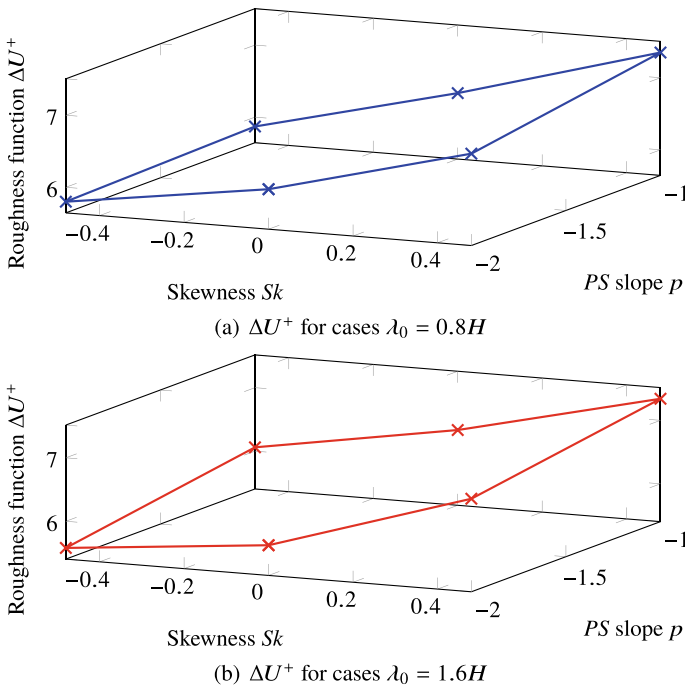 Roughness function ΔU⁺
7
6
−0.4
−0.2
0
0.2
0.4
−2
−1.5
−1
Skewness Sk
PS slope p
(a) ΔU⁺ for cases λ₀ = 0.8H
Roughness function ΔU⁺
7
6
−0.4
−0.2
0
0.2
0.4
−2
−1.5
−1
Skewness Sk
PS slope p
(b) ΔU⁺ for cases λ₀ = 1.6H